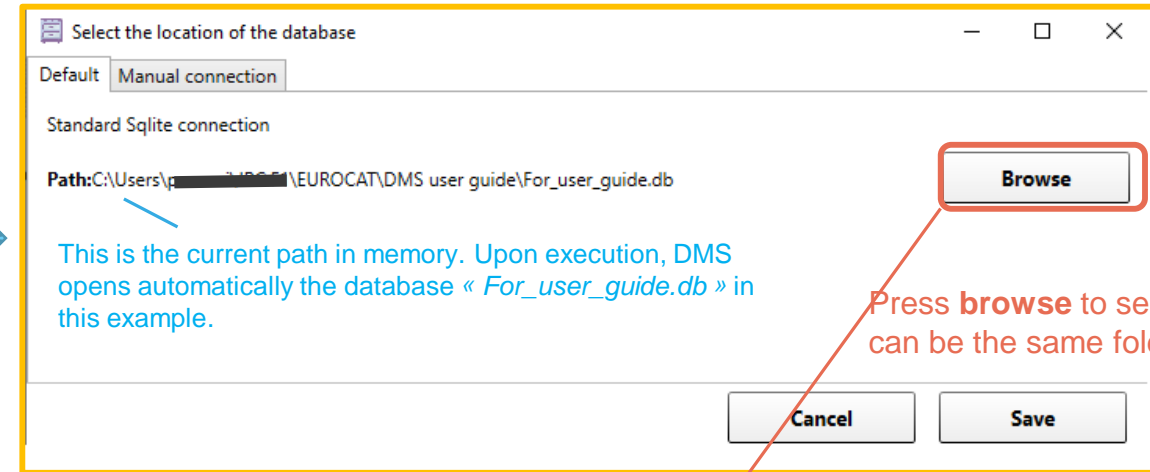 Select the location of the database
Default Manual connection
Standard Sqlite connection
Path:C:\Users\p \EUROCAT\DMS user guide\For_user_guide.db
Browse
This is the current path in memory. Upon execution, DMS
opens automatically the database « For_user_guide.db » in
this example.
Press browse to se
can be the same fol
Cancel Save